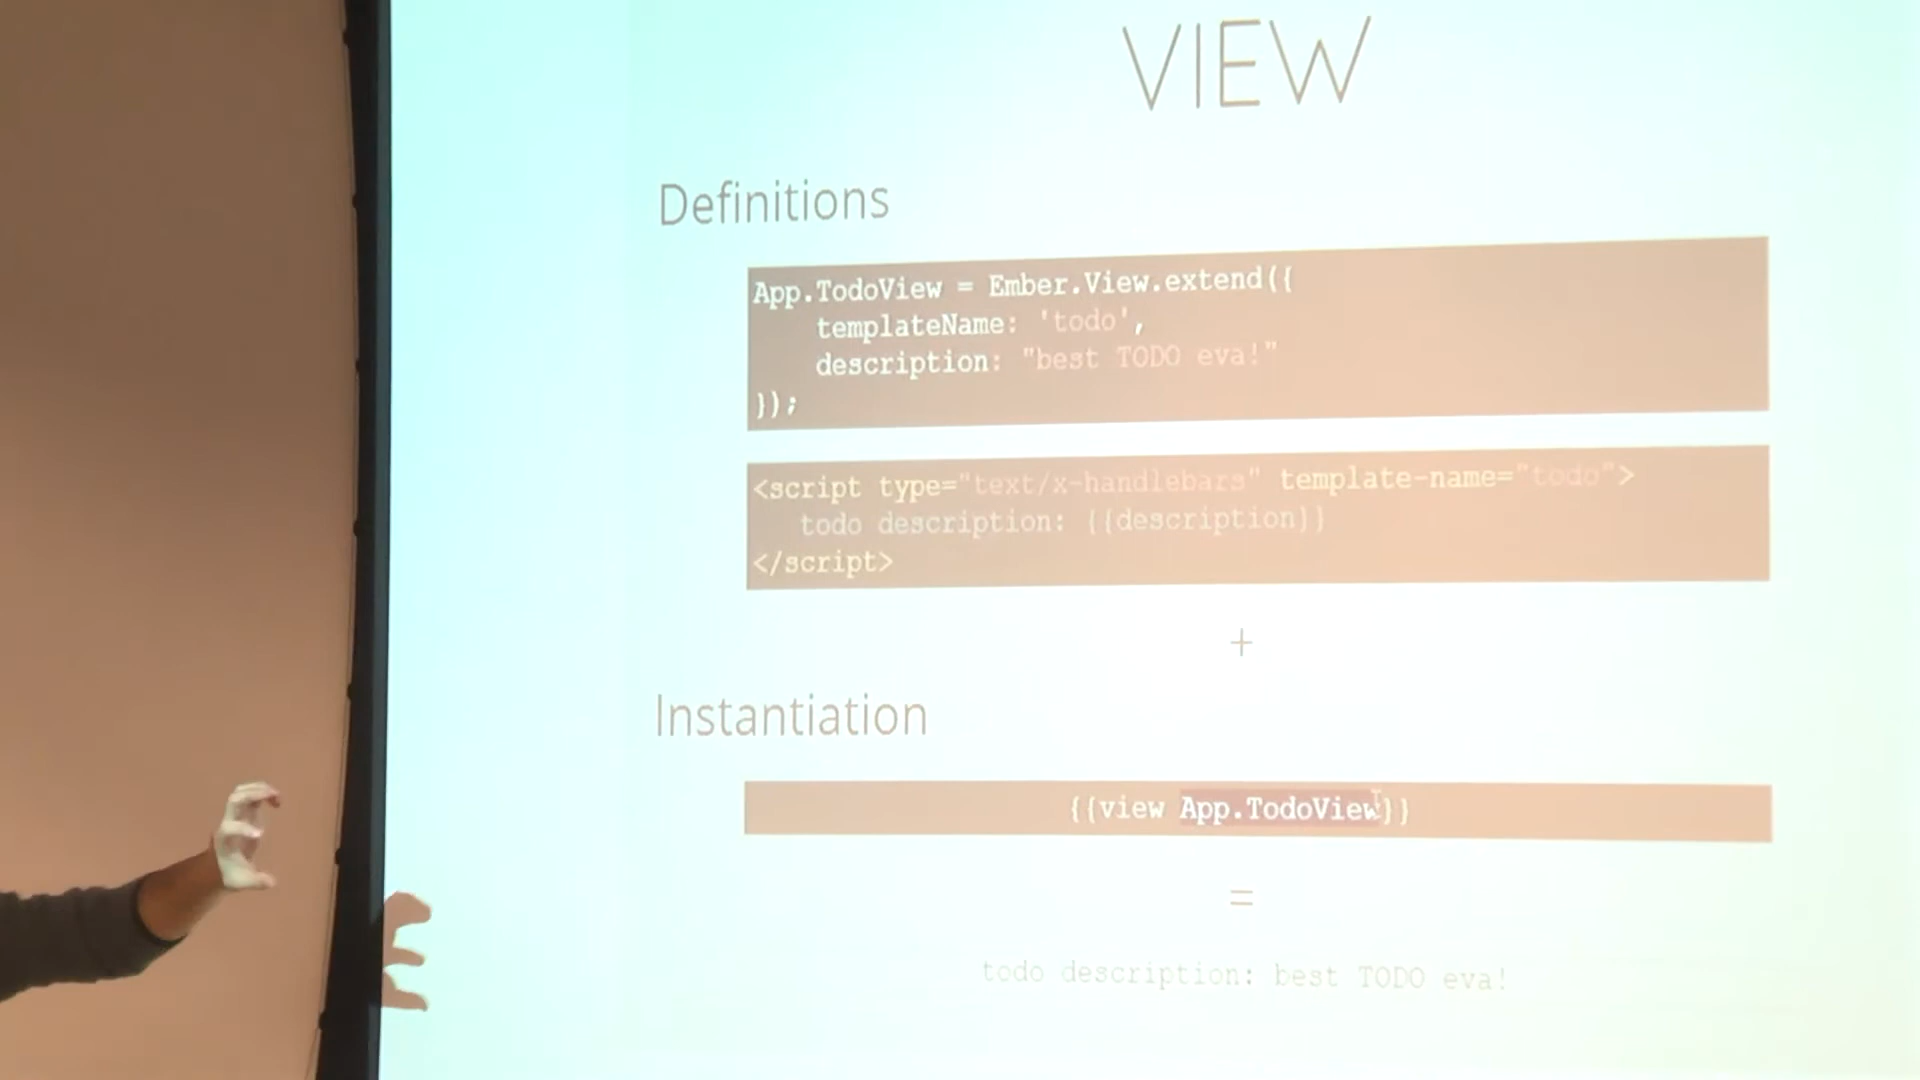 VIEW
Definitions
App.TodoView = Ember.View.extend({
templateName: 'todo',
description: "best TODO eva!"
});
<script type="text/x-handlebars" template-name="todo">
todo description: {{description}}
</script>
+
Instantiation
{{view App.TodoView}}
=
todo description: best TODO eva!